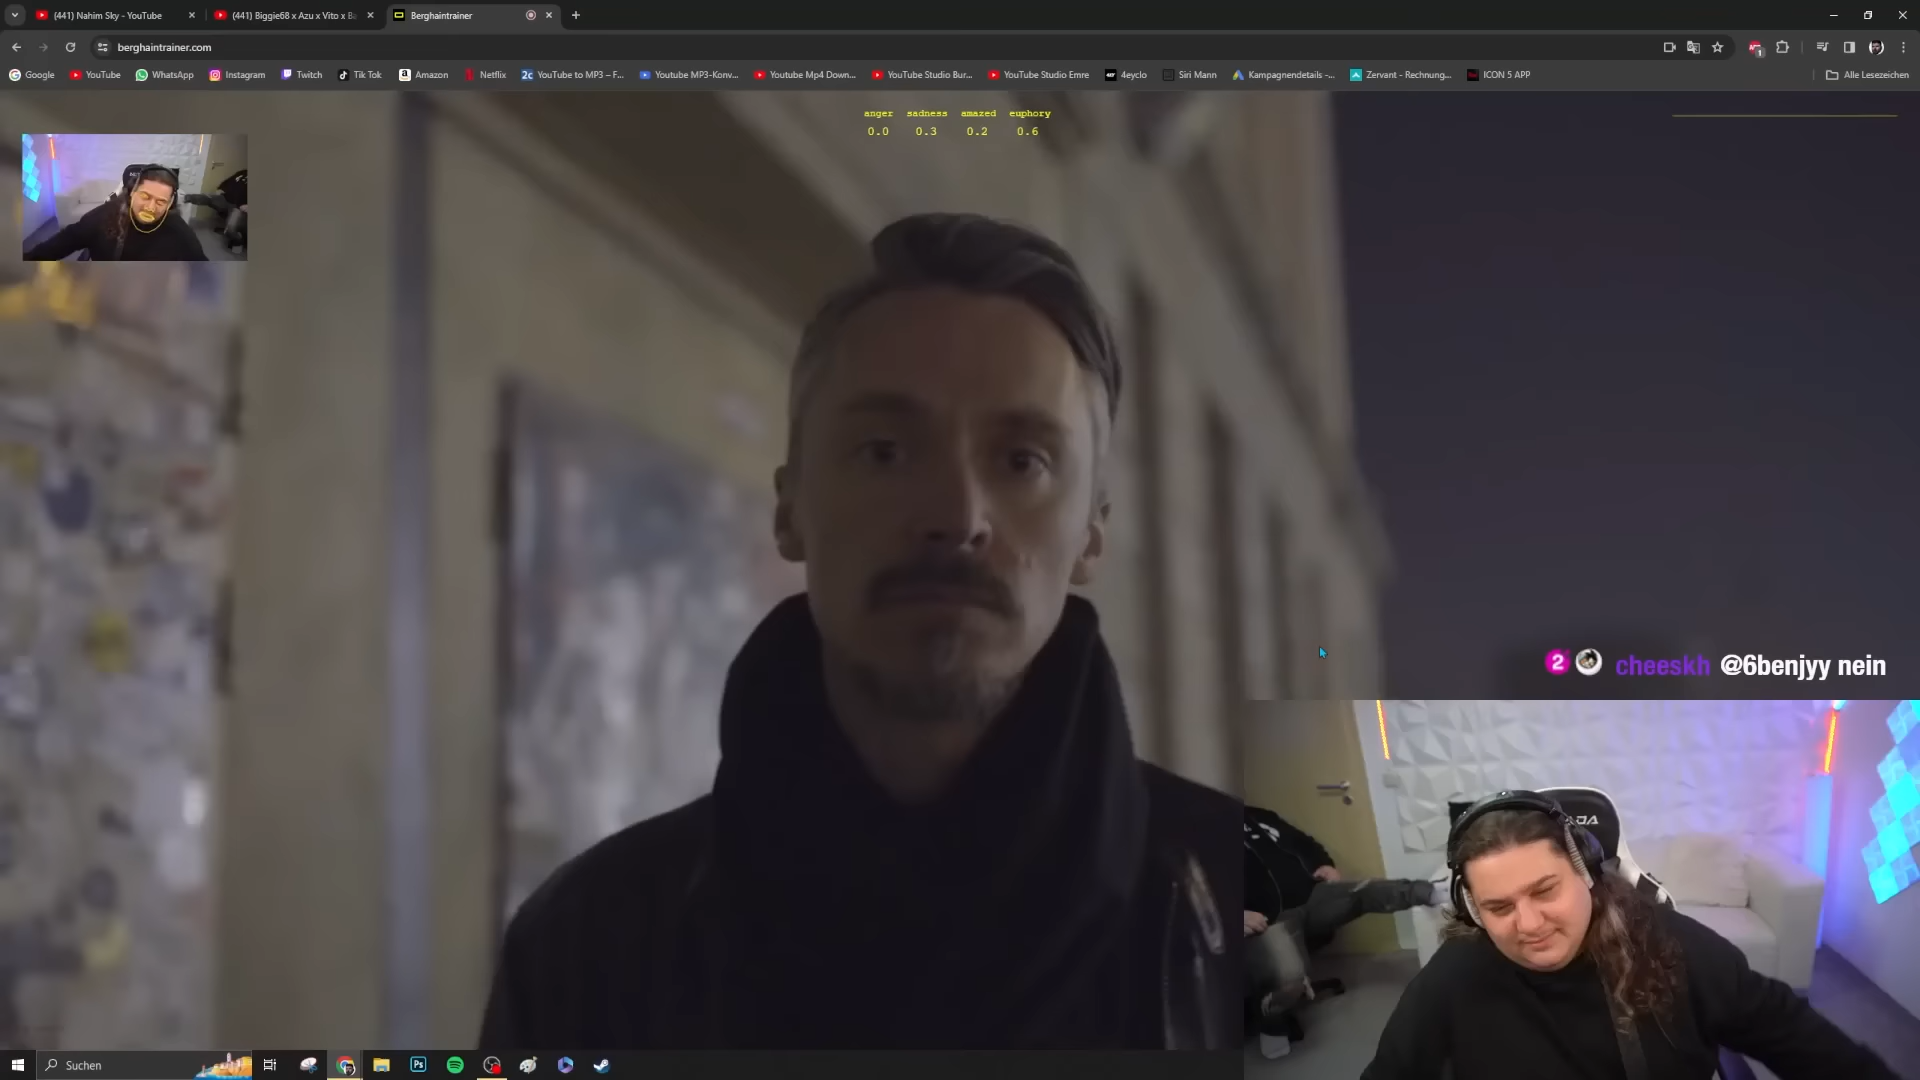 (441) Nahim Sky - YouTube
(441) Biggie68 x Azu x Vito x Ba
Berghaintrainer
berghaintrainer.com
Google
YouTube
WhatsApp
Instagram
Twitch
Tik Tok
Amazon
Netflix
2c
YouTube to MP3 – F...
Youtube MP3-Konv...
Youtube Mp4 Down...
YouTube Studio Bur...
YouTube Studio Emre
4eyclo
Siri Mann
Kampagnendetails -...
Zervant - Rechnung...
ICON 5 APP
Alle Lesezeichen
anger sadness amazed euphory
0.0 0.3 0.2 0.6
2 cheeskh @6benjyy nein
Suchen
Ps